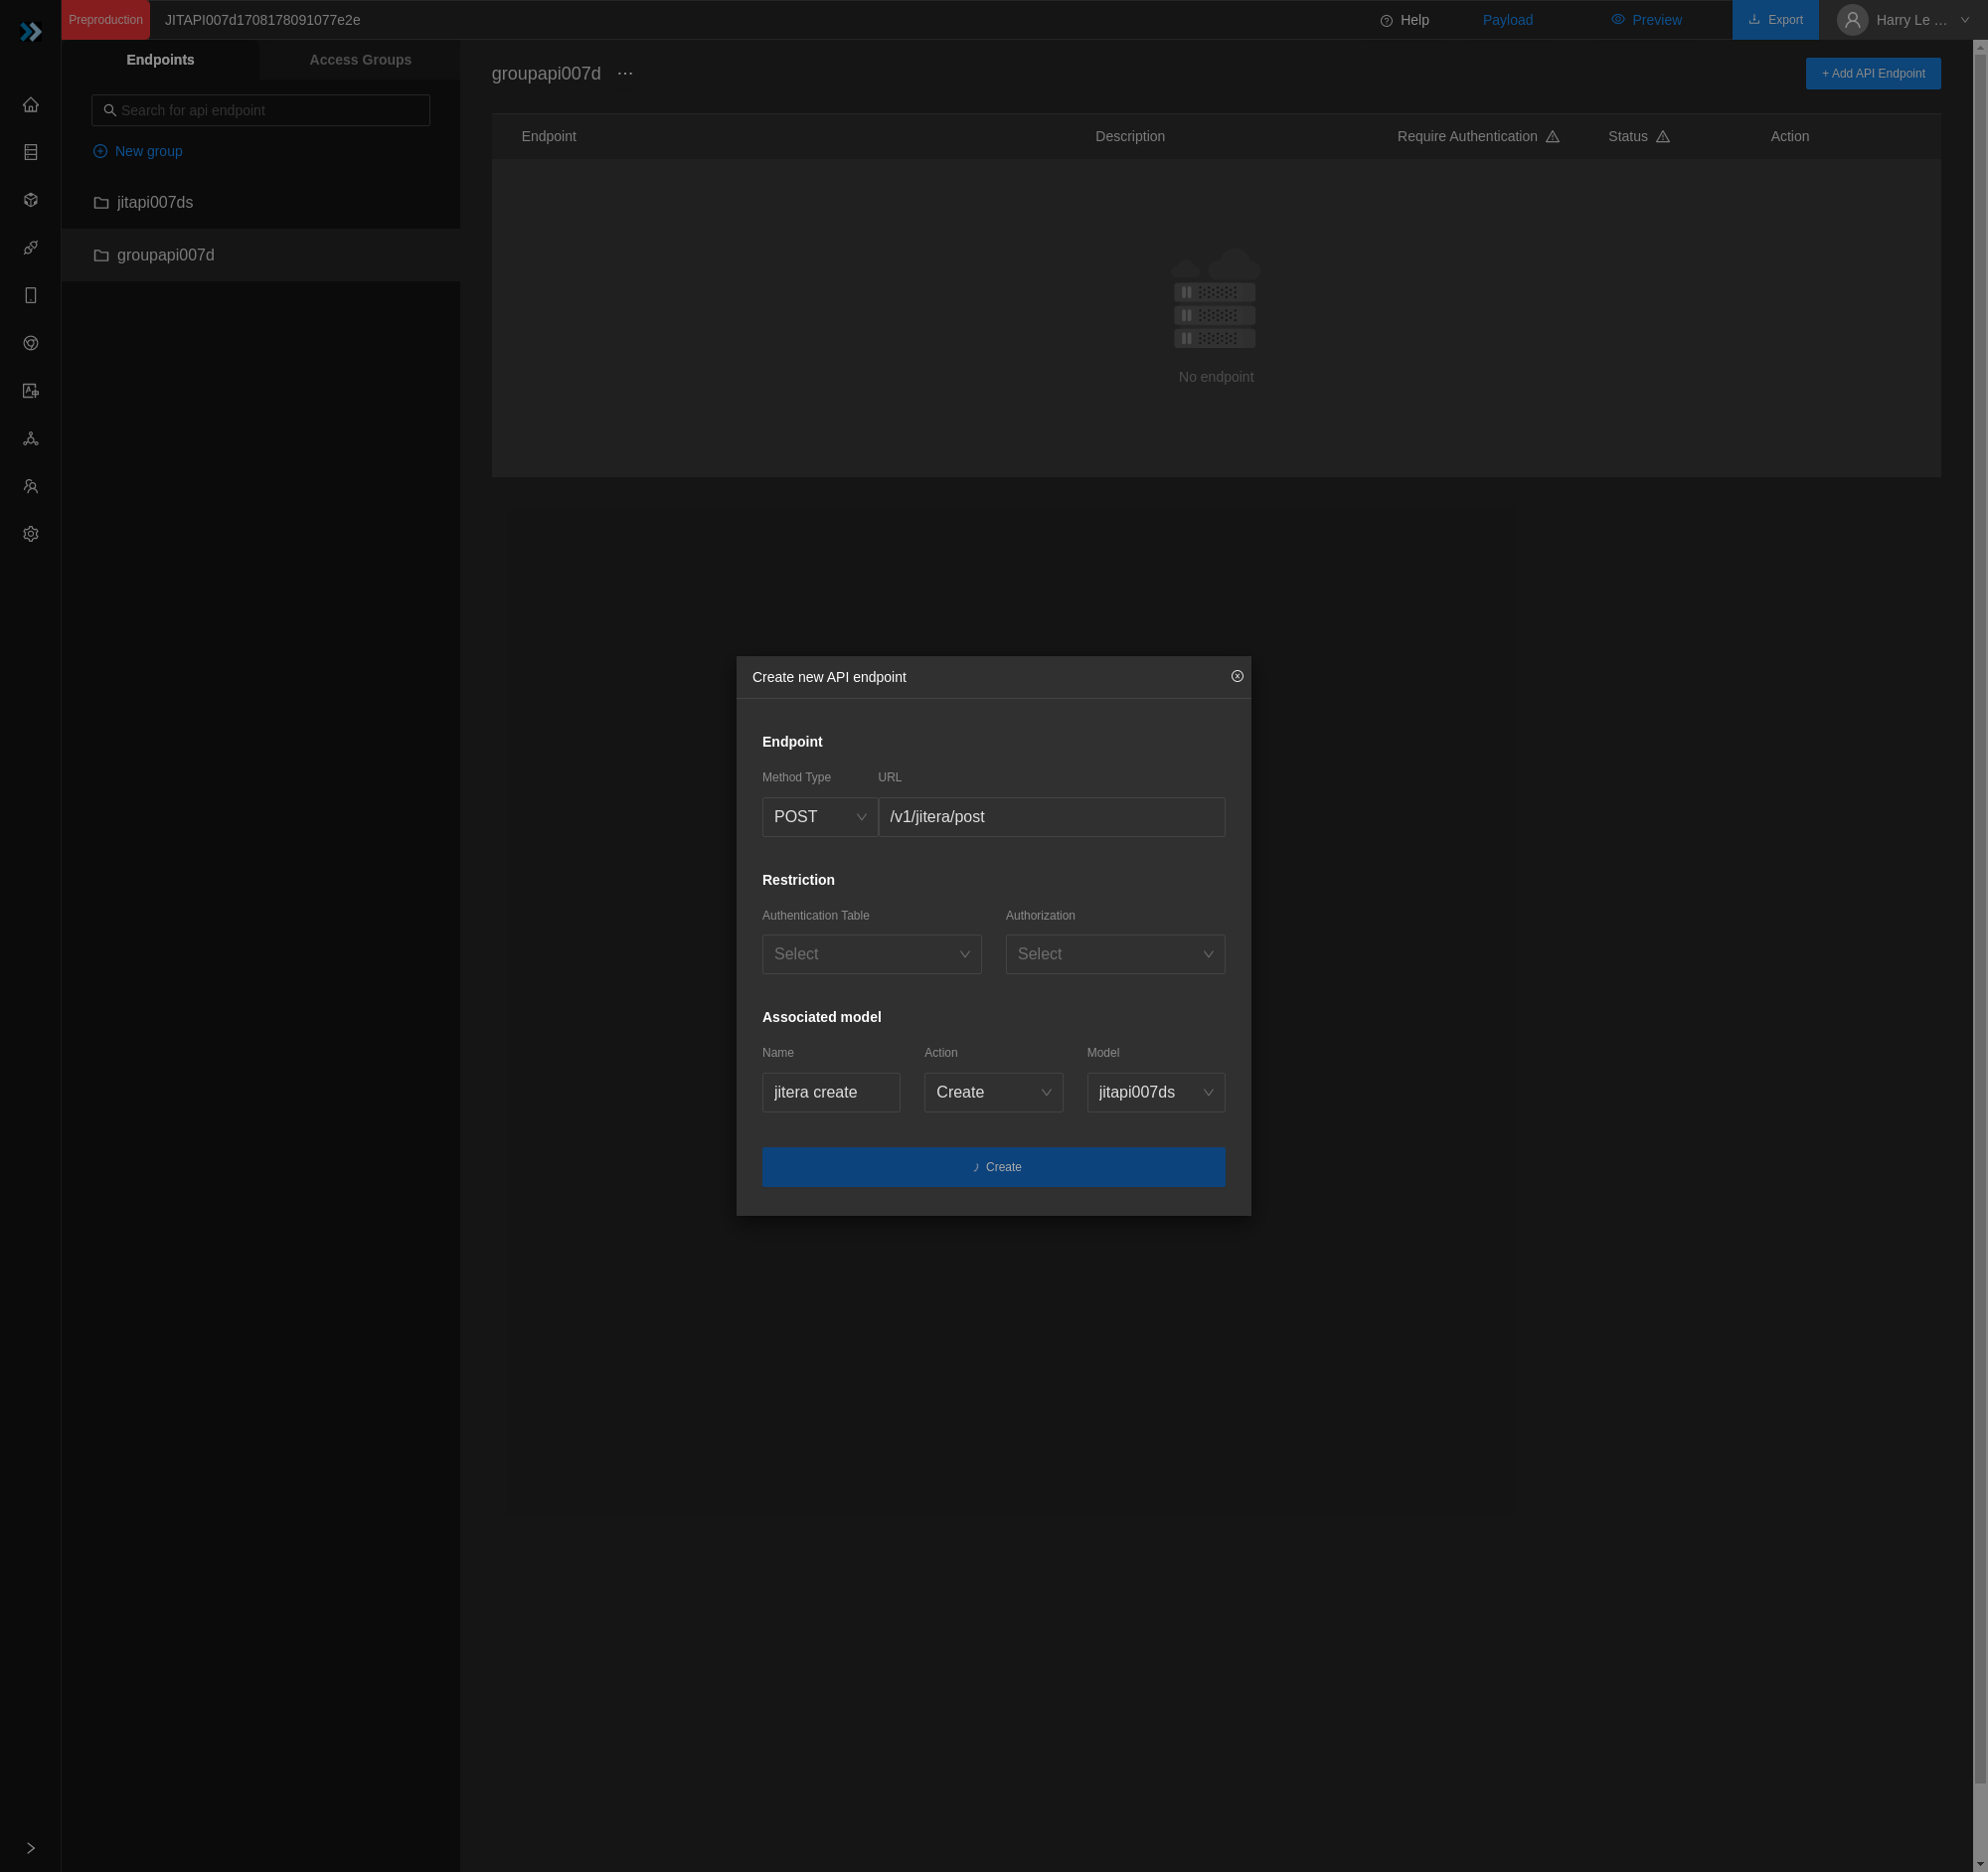 Preproduction
JITAPI007d1708178091077e2e
Help
Payload
Preview
Export
Harry Le ...
Endpoints
Access Groups
Search for api endpoint
New group
jitapi007ds
groupapi007d
groupapi007d ...
+ Add API Endpoint
Endpoint
Description
Require Authentication
Status
Action
No endpoint
Create new API endpoint
Endpoint
Method Type
URL
POST
/v1/jitera/post
Restriction
Authentication Table
Authorization
Select
Select
Associated model
Name
Action
Model
jitera create
Create
jitapi007ds
Create